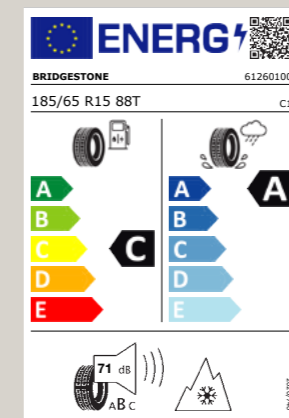 ENERG
BRIDGESTONE 61260100
185/65 R15 88T C1
A A A
B B
C C C
D D
E E
71 dB
ABC